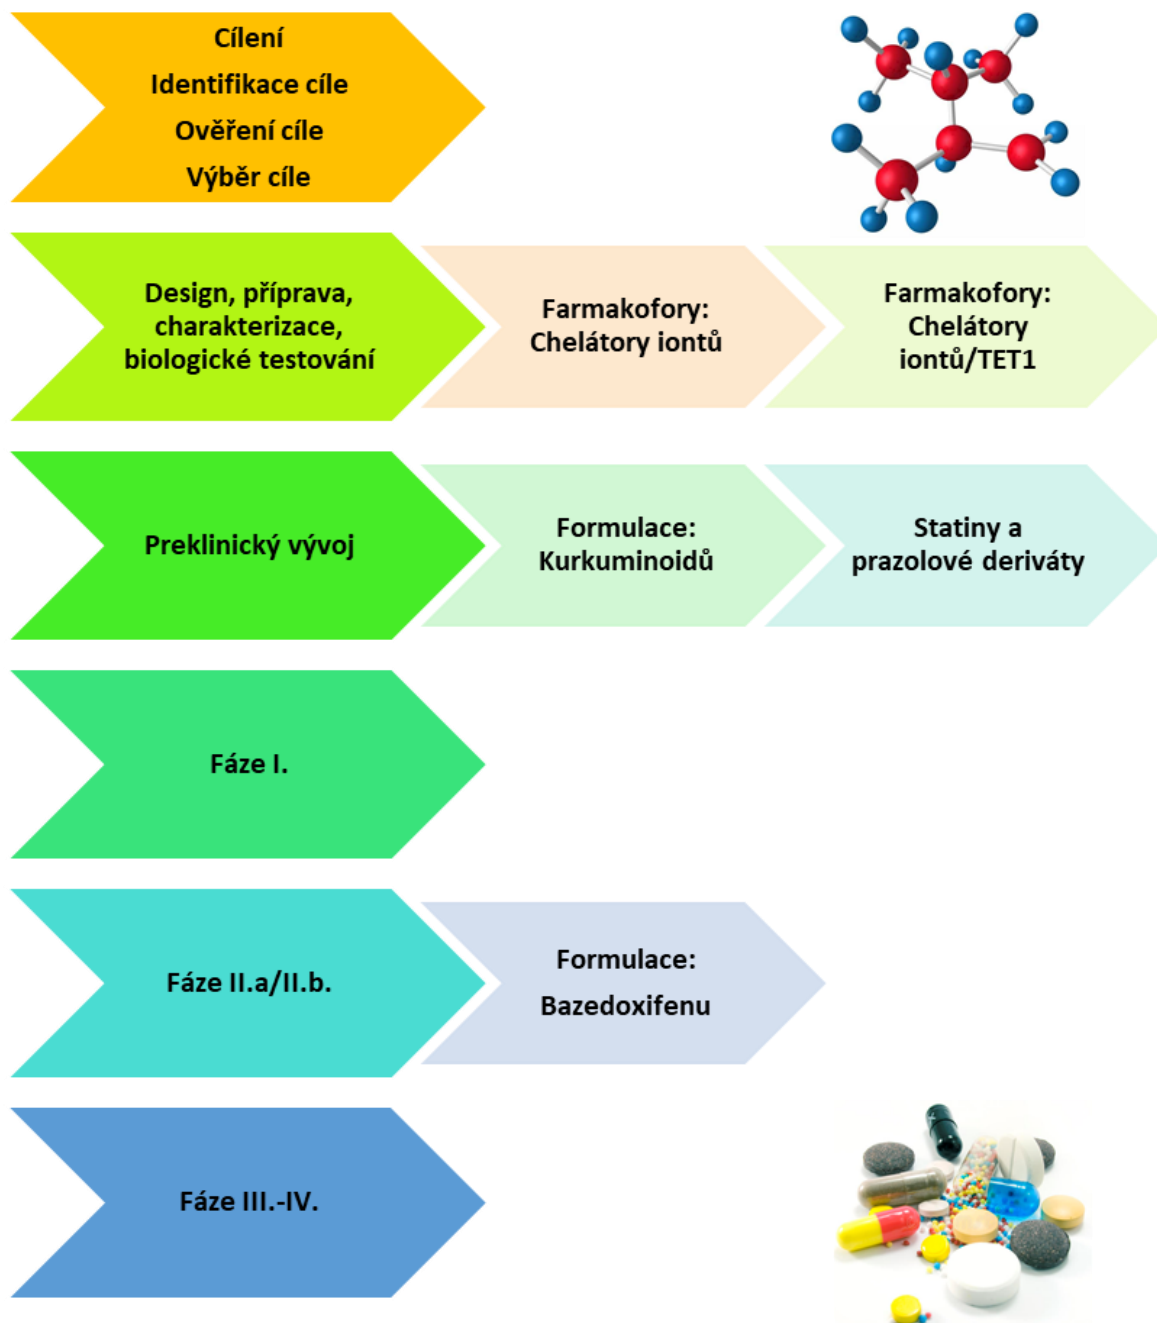 Cílení
Identifikace cíle
Ověření cíle
Výběr cíle
Design, příprava,
charakterizace,
biologické testování
Farmakofory:
Chelátory iontů
Farmakofory:
Chelátory
iontů/TET1
Preklinický vývoj
Formulace:
Kurkuminoidů
Statiny a
prazolové deriváty
Fáze I.
Fáze II.a/II.b.
Formulace:
Bazedoxifenu
Fáze III.-IV.